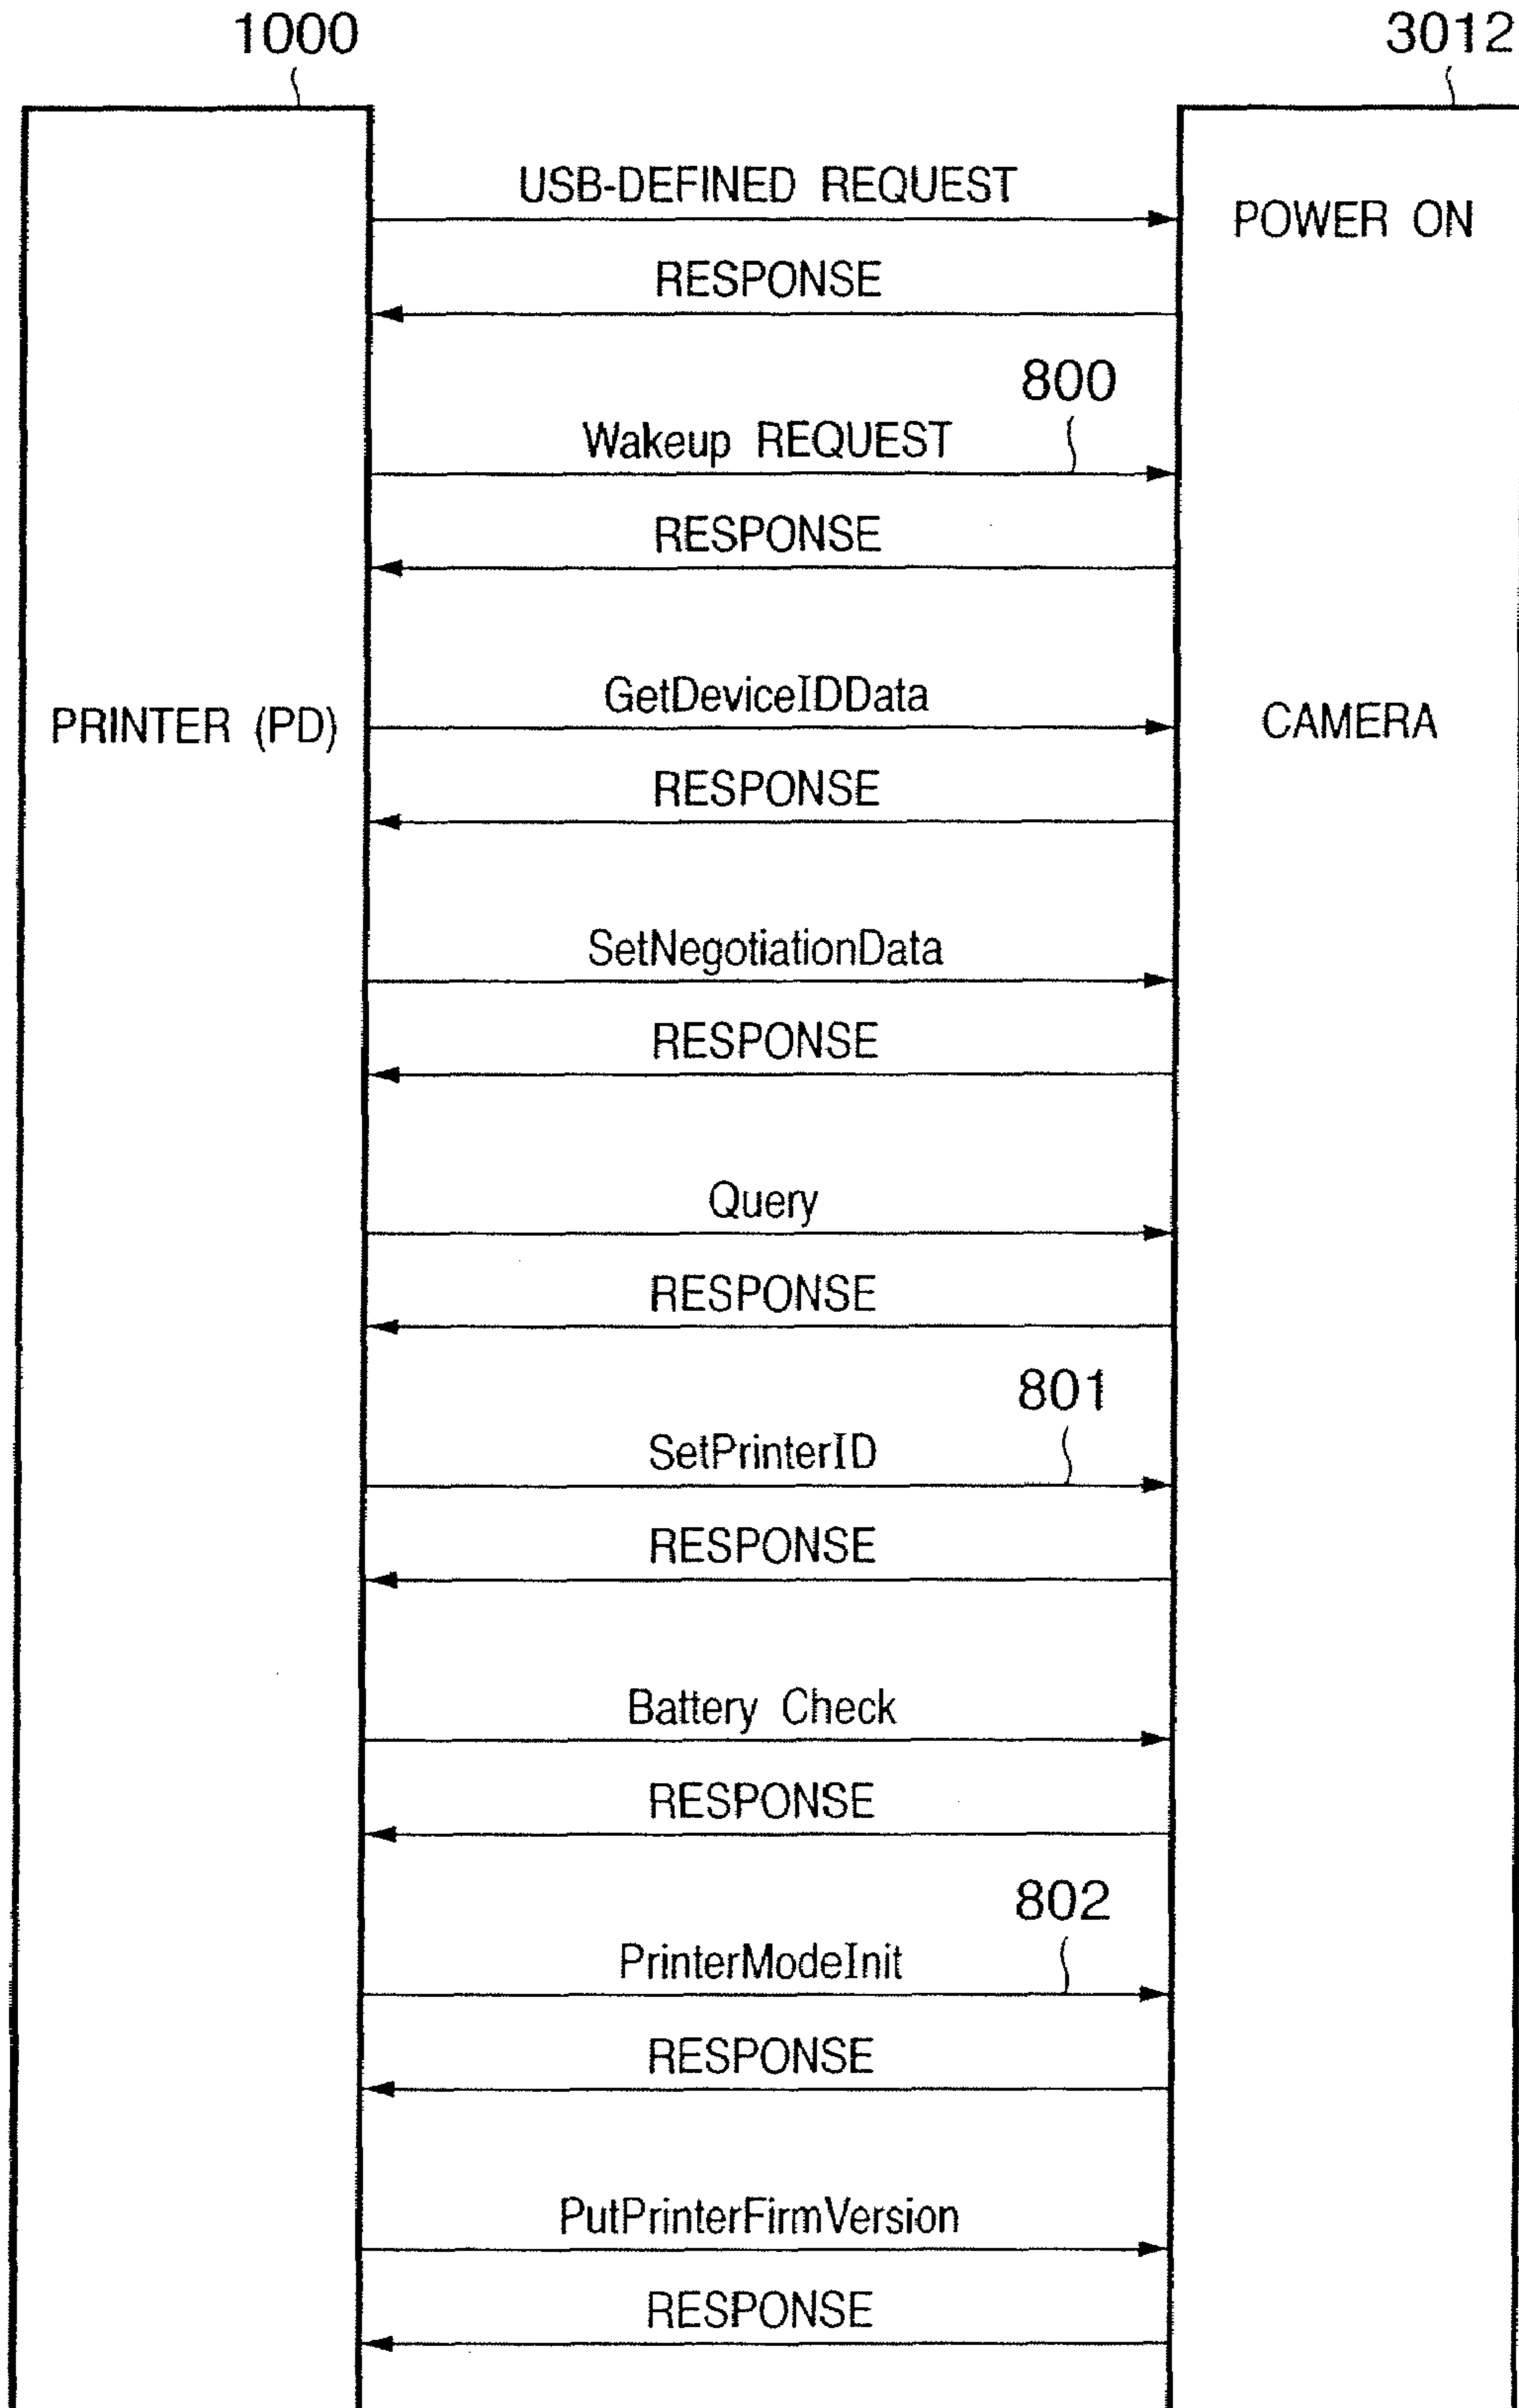 1000
3012
USB-DEFINED REQUEST
POWER ON
RESPONSE
800
Wakeup REQUEST
RESPONSE
GetDeviceIDData
PRINTER (PD)
CAMERA
RESPONSE
SetNegotiationData
RESPONSE
Query
RESPONSE
801
SetPrinterID
RESPONSE
Battery Check
RESPONSE
802
PrinterModeInit
RESPONSE
PutPrinterFirmVersion
RESPONSE